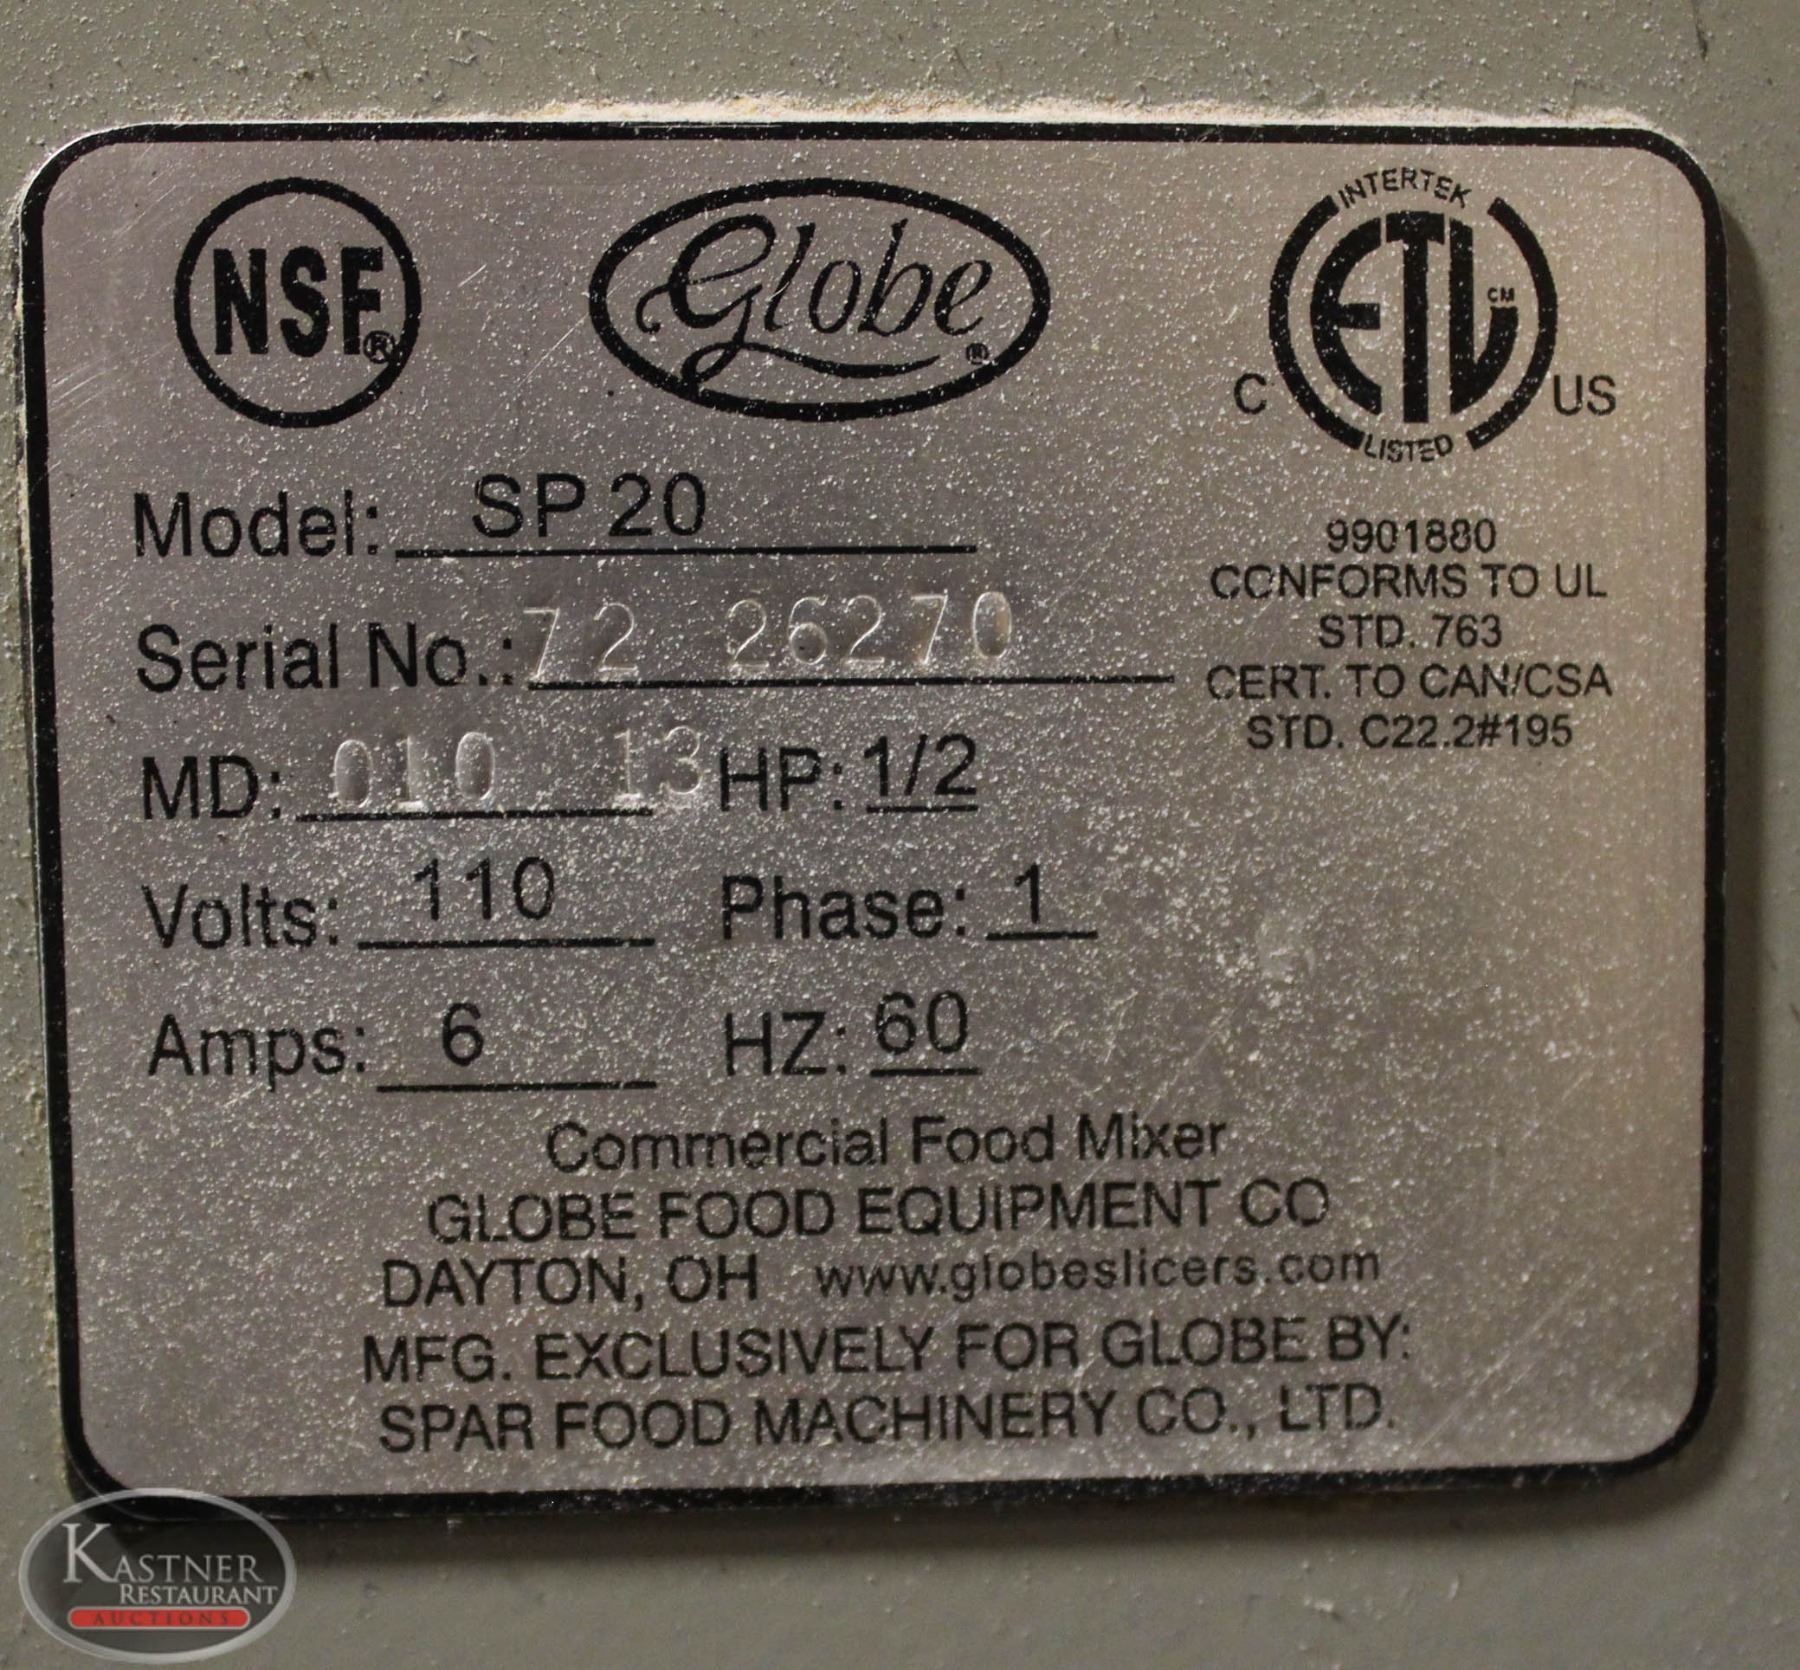 NSF®
Globe®
INTERTEK
ETL CM
C US
LISTED
Model: SP 20
9901880
CONFORMS TO UL
STD. 763
CERT. TO CAN/CSA
STD. C22.2#195
Serial No.: 72 26270
MD: 010 13 HP: 1/2
Volts: 110 Phase: 1
Amps: 6 HZ: 60
Commercial Food Mixer
GLOBE FOOD EQUIPMENT CO
DAYTON, OH www.globeslicers.com
MFG. EXCLUSIVELY FOR GLOBE BY:
SPAR FOOD MACHINERY CO., LTD.
KASTNER
RESTAURANT
AUCTIONS